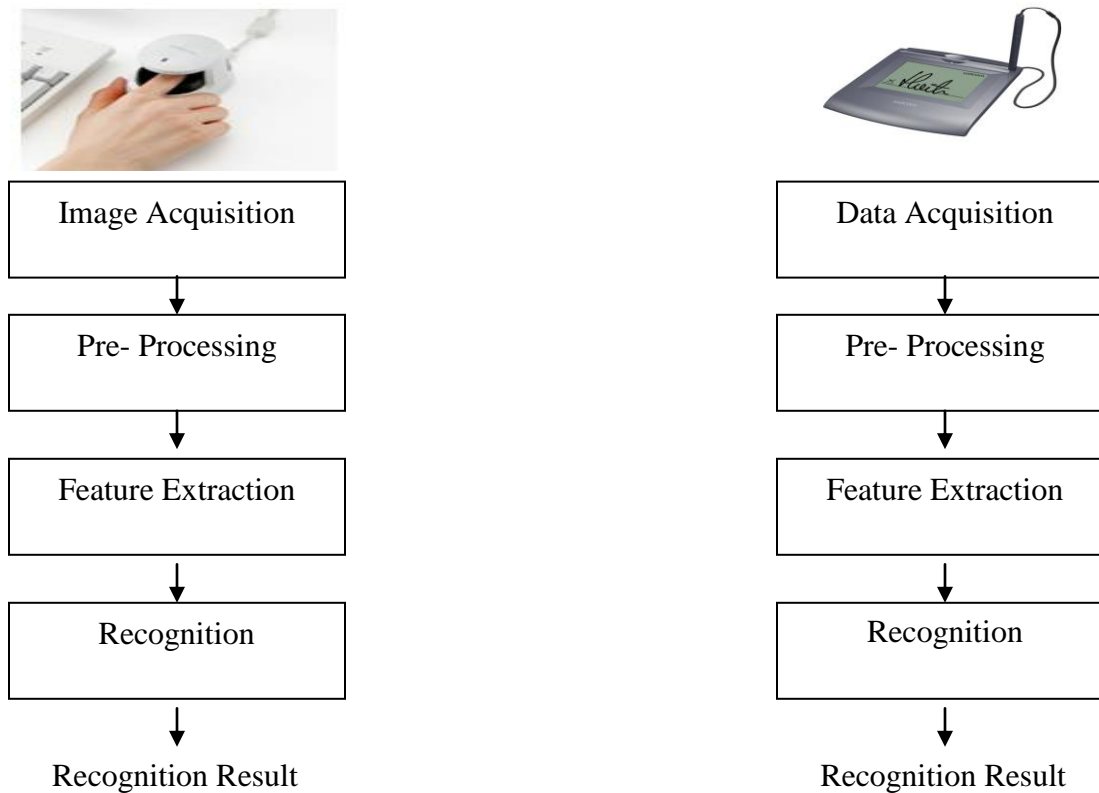 Image Acquisition
Data Acquisition
Pre- Processing
Pre- Processing
Feature Extraction
Feature Extraction
Recognition
Recognition
Recognition Result
Recognition Result